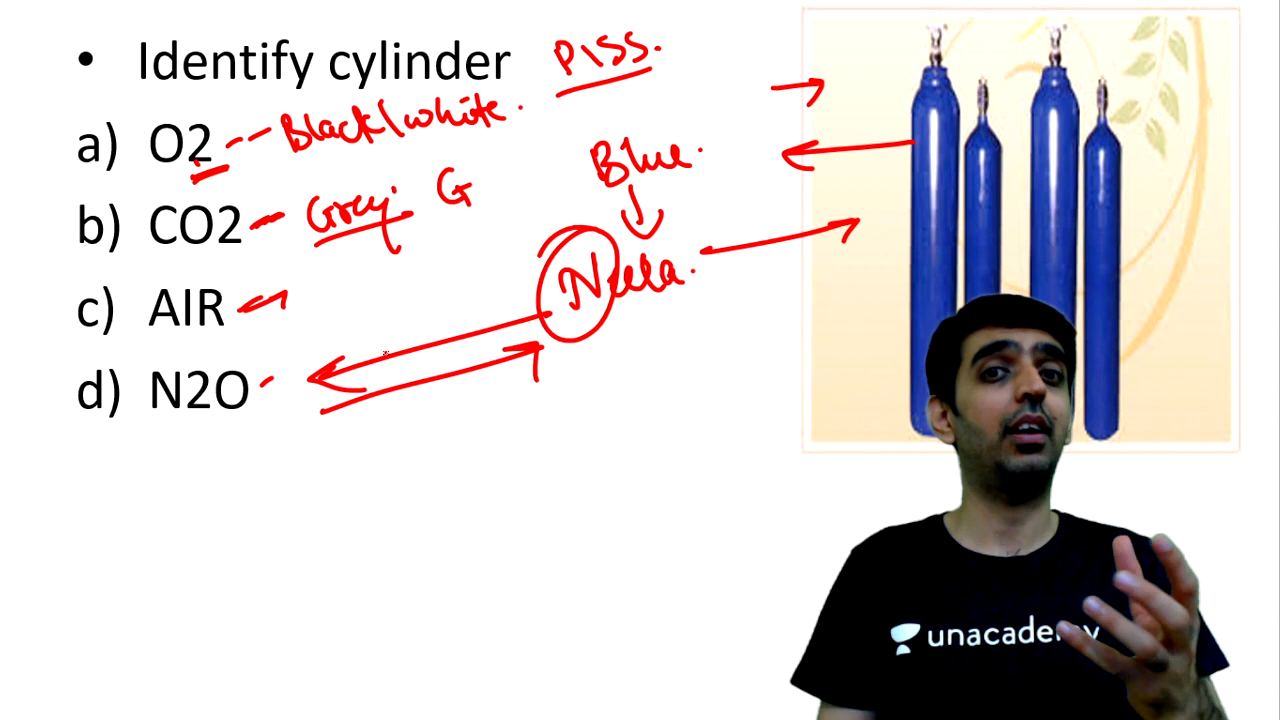 • Identify cylinder PISS.
a) O2 -- Black/white.
b) CO2 - Grey. G
c) AIR
d) N2O
Blue.
Neela.
unacademy